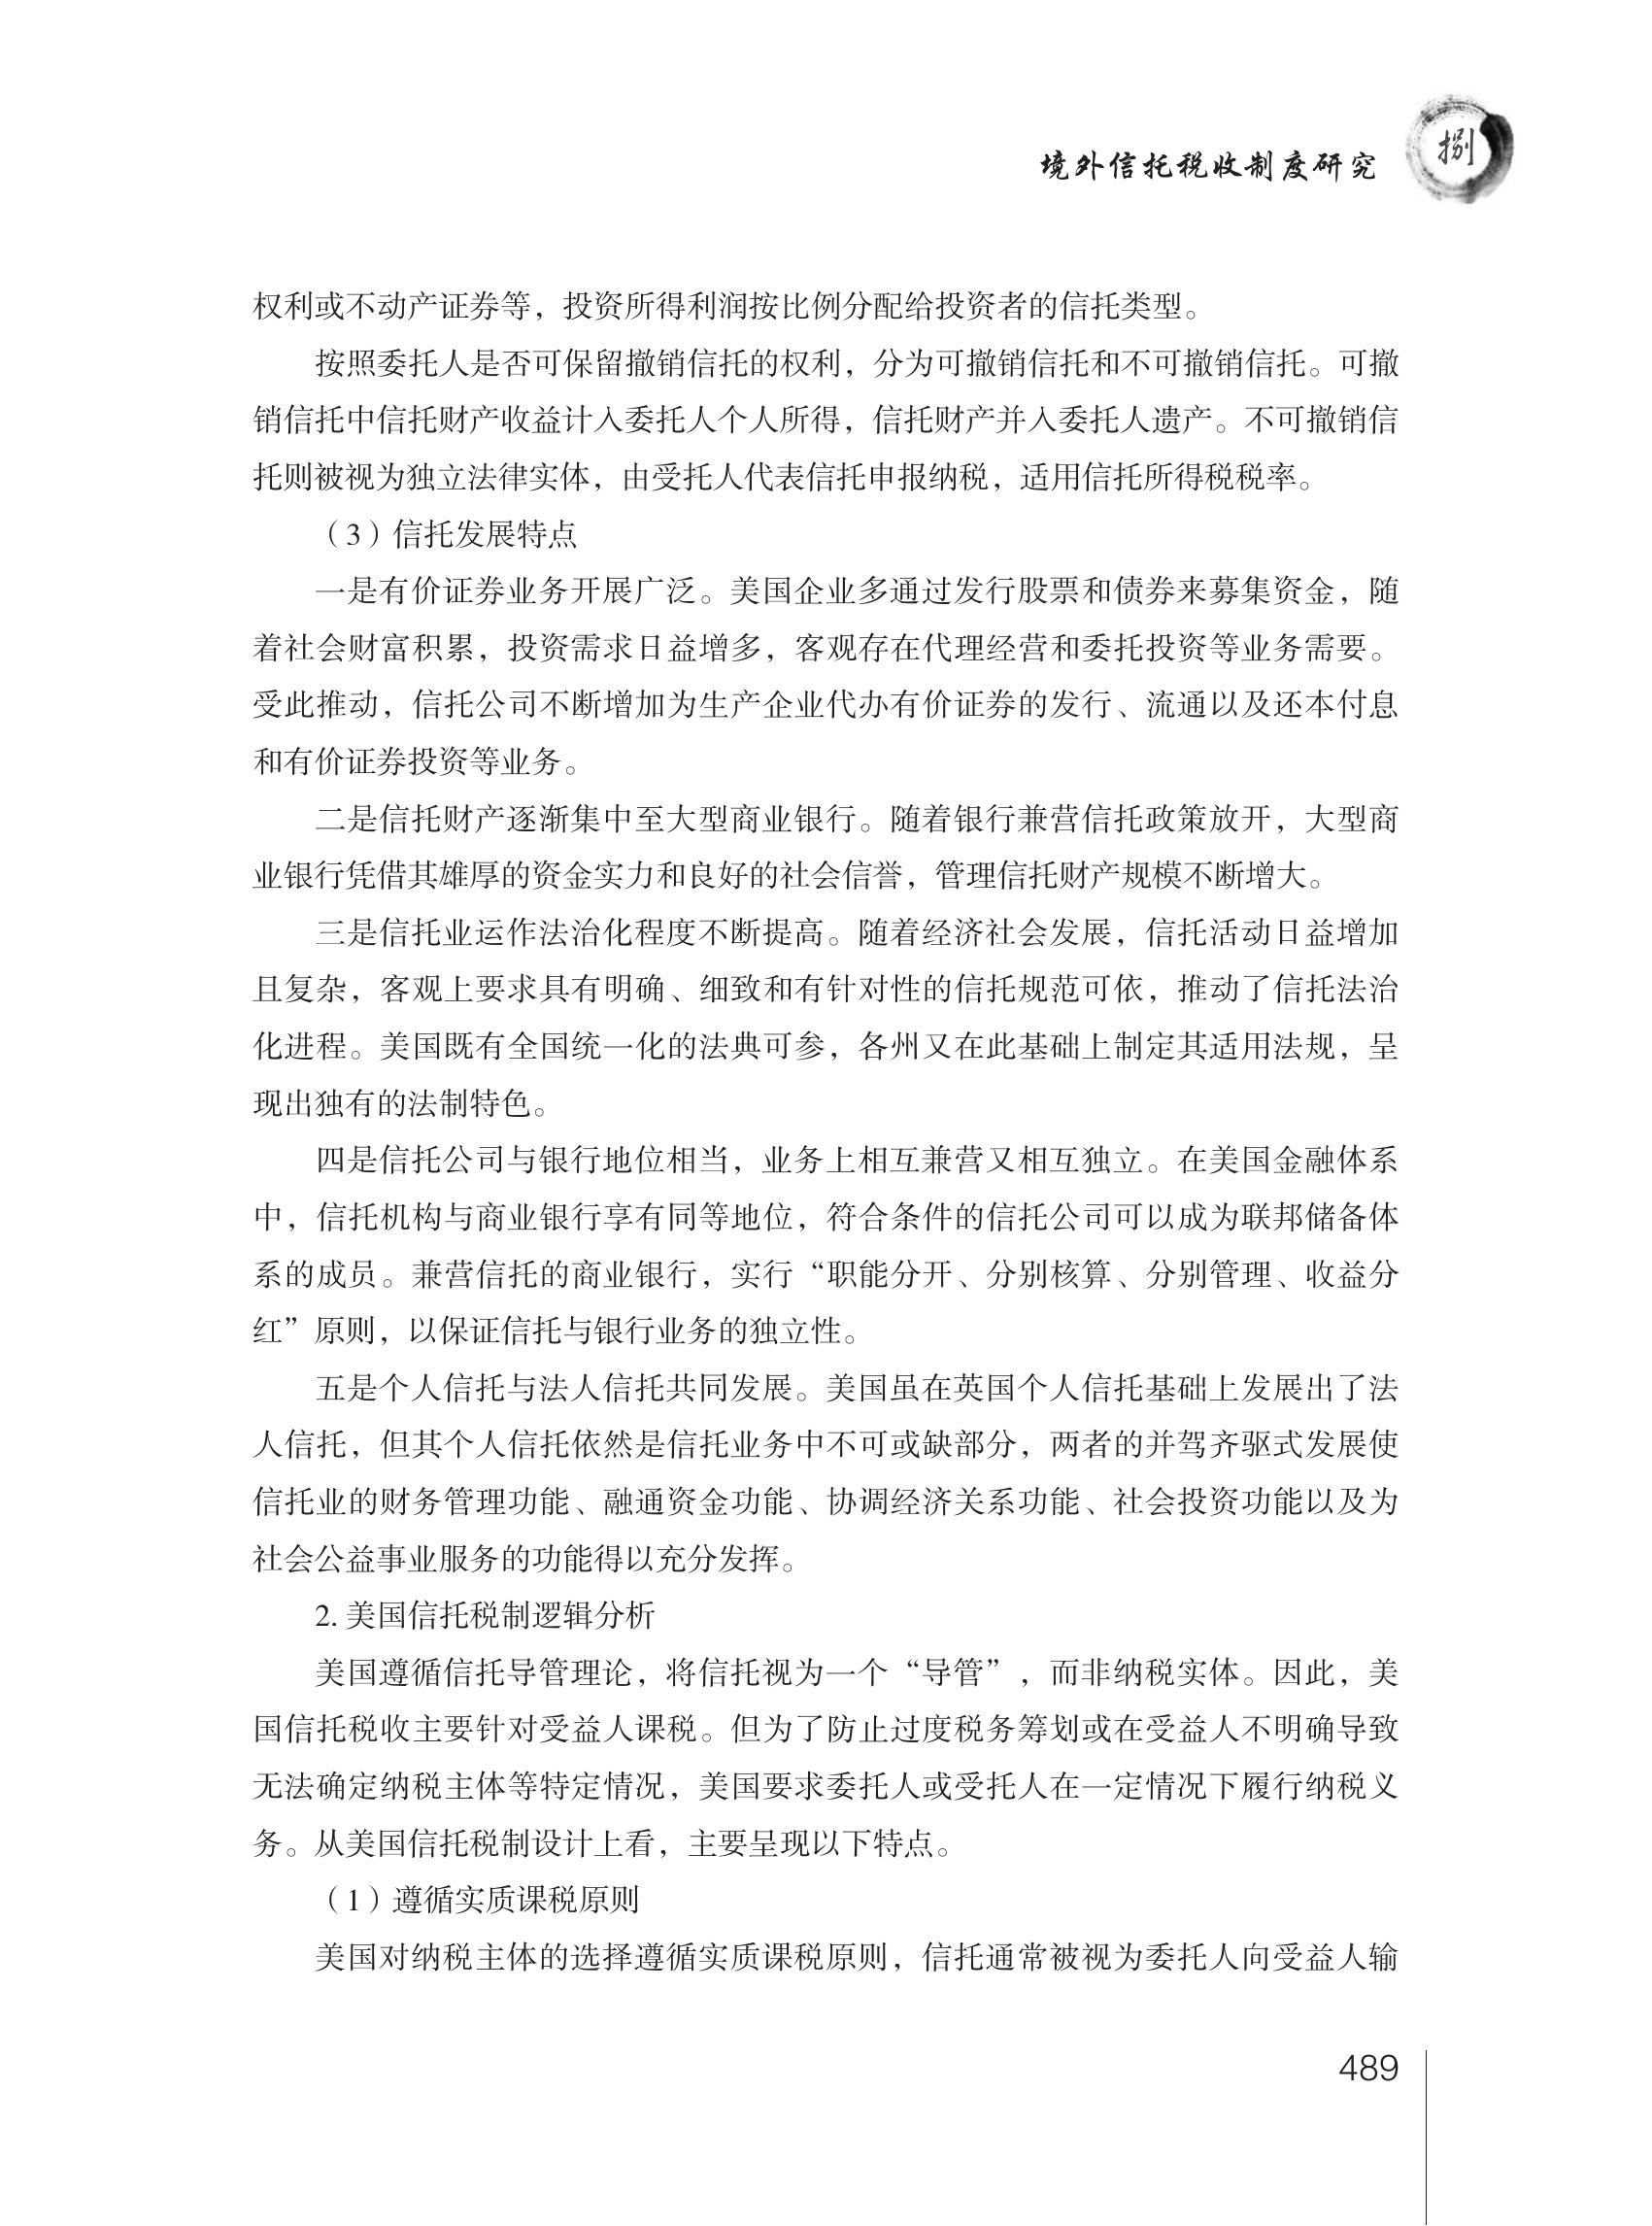 境外信托税收制度研究
捌
权利或不动产证券等，投资所得利润按比例分配给投资者的信托类型。
按照委托人是否可保留撤销信托的权利，分为可撤销信托和不可撤销信托。可撤
销信托中信托财产收益计入委托人个人所得，信托财产并入委托人遗产。不可撤销信
托则被视为独立法律实体，由受托人代表信托申报纳税，适用信托所得税税率。
（3）信托发展特点
一是有价证券业务开展广泛。美国企业多通过发行股票和债券来募集资金，随
着社会财富积累，投资需求日益增多，客观存在代理经营和委托投资等业务需要。
受此推动，信托公司不断增加为生产企业代办有价证券的发行、流通以及还本付息
和有价证券投资等业务。
二是信托财产逐渐集中至大型商业银行。随着银行兼营信托政策放开，大型商
业银行凭借其雄厚的资金实力和良好的社会信誉，管理信托财产规模不断增大。
三是信托业运作法治化程度不断提高。随着经济社会发展，信托活动日益增加
且复杂，客观上要求具有明确、细致和有针对性的信托规范可依，推动了信托法治
化进程。美国既有全国统一化的法典可参，各州又在此基础上制定其适用法规，呈
现出独有的法制特色。
四是信托公司与银行地位相当，业务上相互兼营又相互独立。在美国金融体系
中，信托机构与商业银行享有同等地位，符合条件的信托公司可以成为联邦储备体
系的成员。兼营信托的商业银行，实行“职能分开、分别核算、分别管理、收益分
红”原则，以保证信托与银行业务的独立性。
五是个人信托与法人信托共同发展。美国虽在英国个人信托基础上发展出了法
人信托，但其个人信托依然是信托业务中不可或缺部分，两者的并驾齐驱式发展使
信托业的财务管理功能、融通资金功能、协调经济关系功能、社会投资功能以及为
社会公益事业服务的功能得以充分发挥。
2. 美国信托税制逻辑分析
美国遵循信托导管理论，将信托视为一个“导管”，而非纳税实体。因此，美
国信托税收主要针对受益人课税。但为了防止过度税务筹划或在受益人不明确导致
无法确定纳税主体等特定情况，美国要求委托人或受托人在一定情况下履行纳税义
务。从美国信托税制设计上看，主要呈现以下特点。
（1）遵循实质课税原则
美国对纳税主体的选择遵循实质课税原则，信托通常被视为委托人向受益人输
489